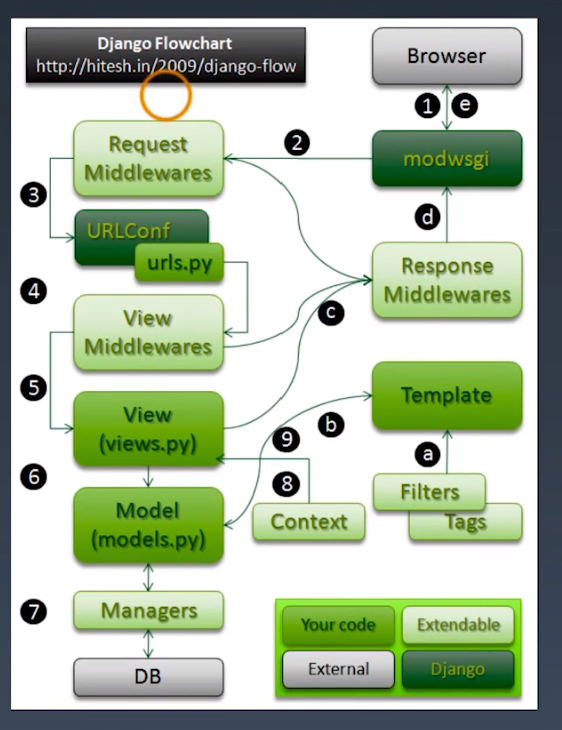 Django Flowchart
http://hitesh.in/2009/django-flow
Browser
1 e
Request
Middlewares
2
modwsgi
3
d
URLConf
urls.py
Response
Middlewares
4
View
Middlewares
c
5
View
(views.py)
Template
9 b
a
6
8
Filters
Tags
Model
(models.py)
Context
7
Managers
Your code
Extendable
DB
External
Django